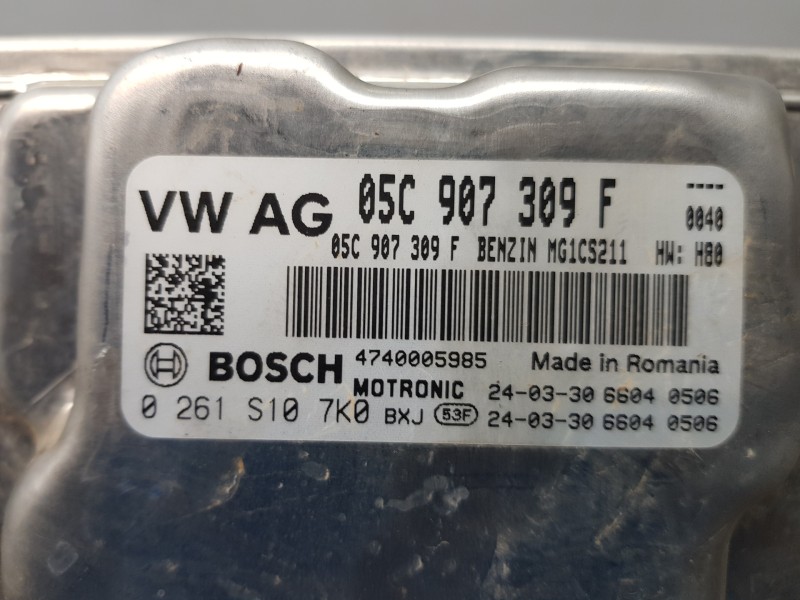 VW AG 05C 907 309 F ----
0040
05C 907 309 F BENZIN MG1CS211 HW: H80
BOSCH 4740005985 Made in Romania
MOTRONIC 24-03-30 6604 0506
0 261 S10 7K0 BXJ 53F 24-03-30 6604 0506